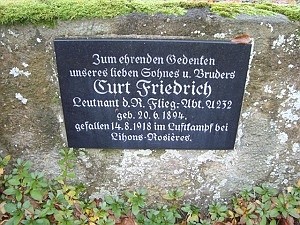 Zum ehrenden Gedenken
unseres lieben Sohnes u. Bruders
Curt Friedrich
Leutnant d.R. Flieg.-Abt. A 232
geb. 20.6.1894,
gefallen 14.8.1918 im Luftkampf bei
Lihons-Rosières.